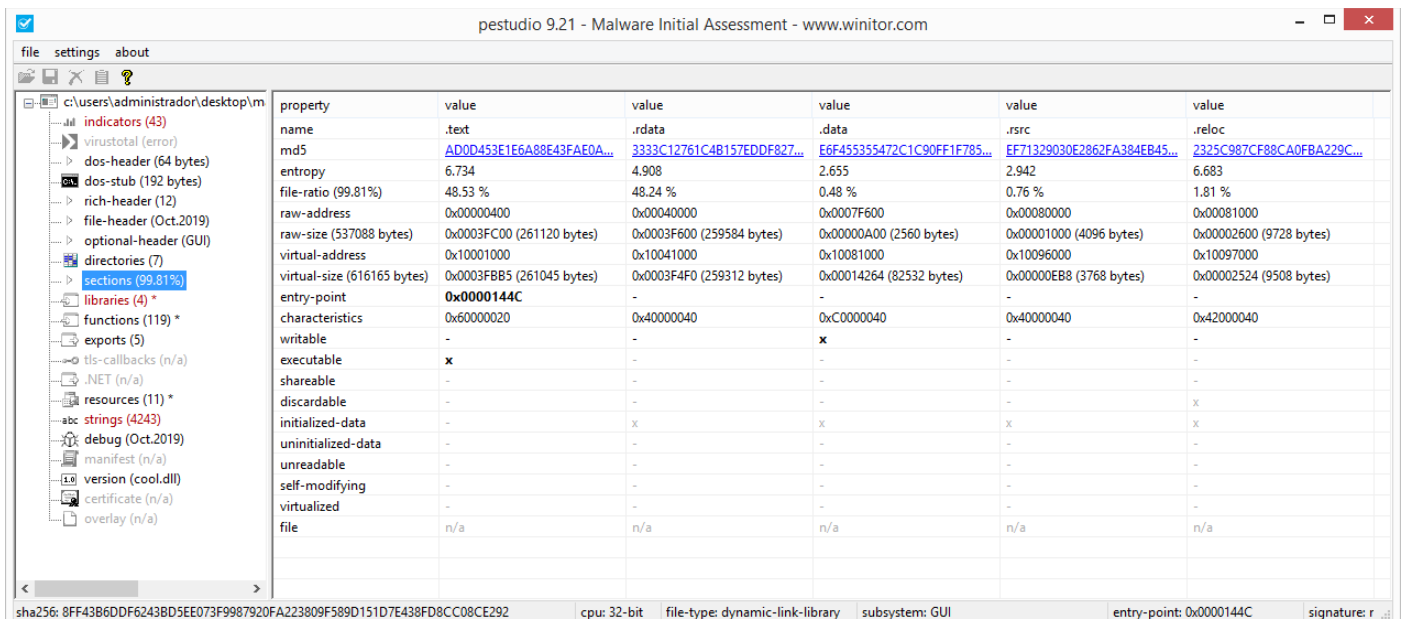 pestudio 9.21 - Malware Initial Assessment - www.winitor.com
file settings about
c:\users\administrador\desktop\m
indicators (43)
virustotal (error)
dos-header (64 bytes)
dos-stub (192 bytes)
rich-header (12)
file-header (Oct.2019)
optional-header (GUI)
directories (7)
sections (99.81%)
libraries (4) *
functions (119) *
exports (5)
tls-callbacks (n/a)
.NET (n/a)
resources (11) *
abc strings (4243)
debug (Oct.2019)
manifest (n/a)
1.0 version (cool.dll)
certificate (n/a)
overlay (n/a)
property value value value value value
name .text .rdata .data .rsrc .reloc
md5 AD0D453E1E6A88E43FAE0A... 3333C12761C4B157EDDF827... E6F455355472C1C90FF1F785... EF71329030E2862FA384EB45... 2325C987CF88CA0FBA229C...
entropy 6.734 4.908 2.655 2.942 6.683
file-ratio (99.81%) 48.53 % 48.24 % 0.48 % 0.76 % 1.81 %
raw-address 0x00000400 0x00040000 0x0007F600 0x00080000 0x00081000
raw-size (537088 bytes) 0x0003FC00 (261120 bytes) 0x0003F600 (259584 bytes) 0x00000A00 (2560 bytes) 0x00001000 (4096 bytes) 0x00002600 (9728 bytes)
virtual-address 0x10001000 0x10041000 0x10081000 0x10096000 0x10097000
virtual-size (616165 bytes) 0x0003FBB5 (261045 bytes) 0x0003F4F0 (259312 bytes) 0x00014264 (82532 bytes) 0x00000EB8 (3768 bytes) 0x00002524 (9508 bytes)
entry-point 0x0000144C - - - -
characteristics 0x60000020 0x40000040 0xC0000040 0x40000040 0x42000040
writable - - x - -
executable x - - - -
shareable - - - - -
discardable - - - - x
initialized-data - x x x x
uninitialized-data - - - - -
unreadable - - - - -
self-modifying - - - - -
virtualized - - - - -
file n/a n/a n/a n/a n/a
sha256: 8FF43B6DDF6243BD5EE073F9987920FA223809F589D151D7E438FD8CC08CE292 cpu: 32-bit file-type: dynamic-link-library subsystem: GUI entry-point: 0x0000144C signature: r